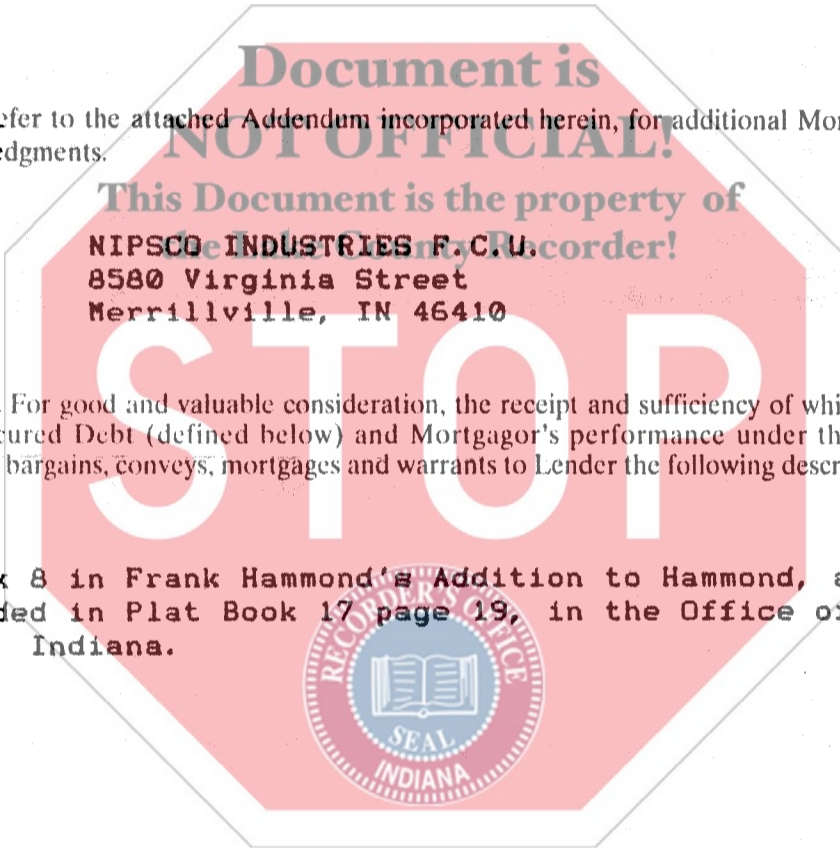 Document is
efer to the attached Addendum incorporated herein, for additional Mor
NOT OFFICIAL!
edgments.
This Document is the property of
the Lake County Recorder!
NIPSCO INDUSTRIES F.C.U.
8580 Virginia Street
Merrillville, IN 46410
STOP
. For good and valuable consideration, the receipt and sufficiency of whi
cured Debt (defined below) and Mortgagor's performance under th
bargains, conveys, mortgages and warrants to Lender the following descr
k 8 in Frank Hammond's Addition to Hammond, a
ded in Plat Book 17 page 19, in the Office o
Indiana.
RECORDER'S OFFICE
SEAL
INDIANA